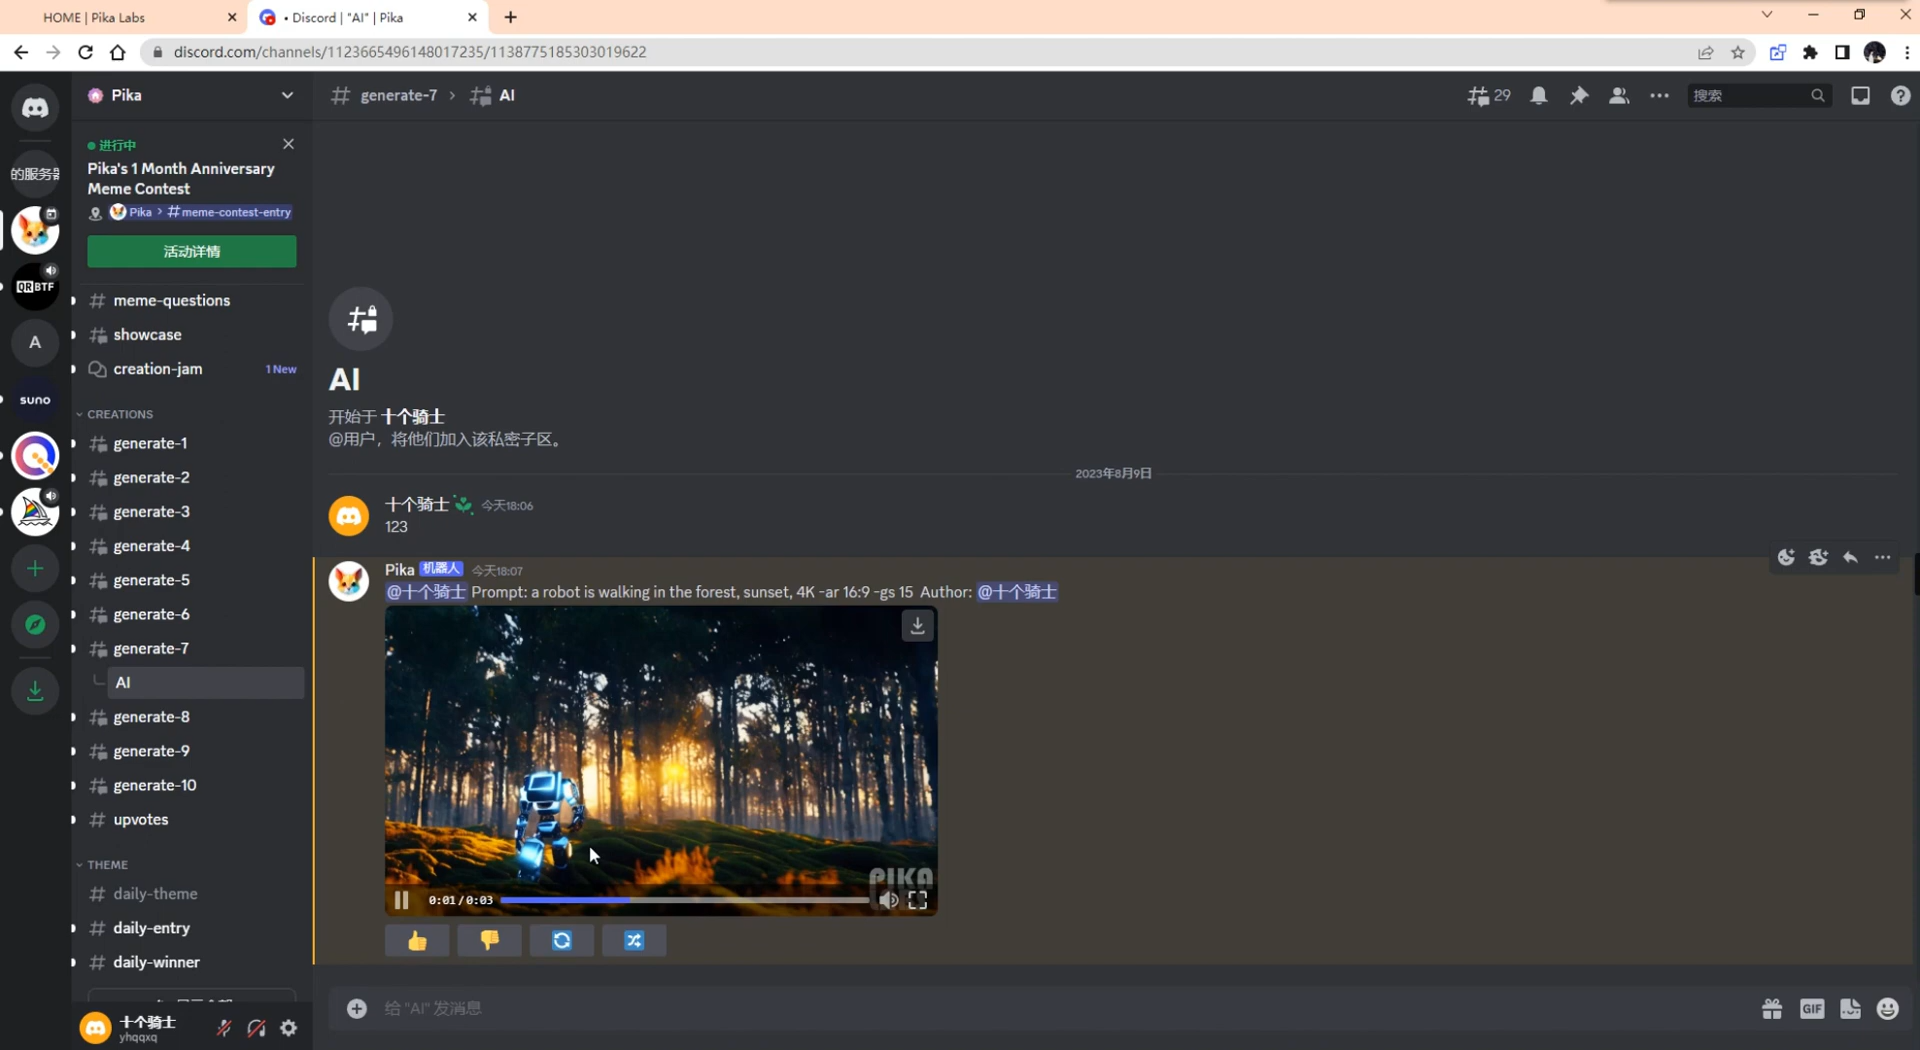 HOME | Pika Labs
• Discord | "AI" | Pika
discord.com/channels/1123665496148017235/1138775185303019622
Pika
generate-7 > AI
29
搜索
进行中
Pika's 1 Month Anniversary
Meme Contest
Pika > # meme-contest-entry
活动详情
的服务
QRBTF
A
suno
meme-questions
showcase
creation-jam
1 New
CREATIONS
generate-1
generate-2
generate-3
generate-4
generate-5
generate-6
generate-7
AI
generate-8
generate-9
generate-10
upvotes
THEME
daily-theme
daily-entry
daily-winner
十个骑士
yhqqxq
AI
开始于 十个骑士
@用户，将他们加入该私密子区。
2023年8月9日
十个骑士 今天18:06
123
Pika 机器人 今天18:07
@十个骑士 Prompt: a robot is walking in the forest, sunset, 4K -ar 16:9 -gs 15 Author: @十个骑士
PIKA
0:01/0:03
给 "AI" 发消息
GIF